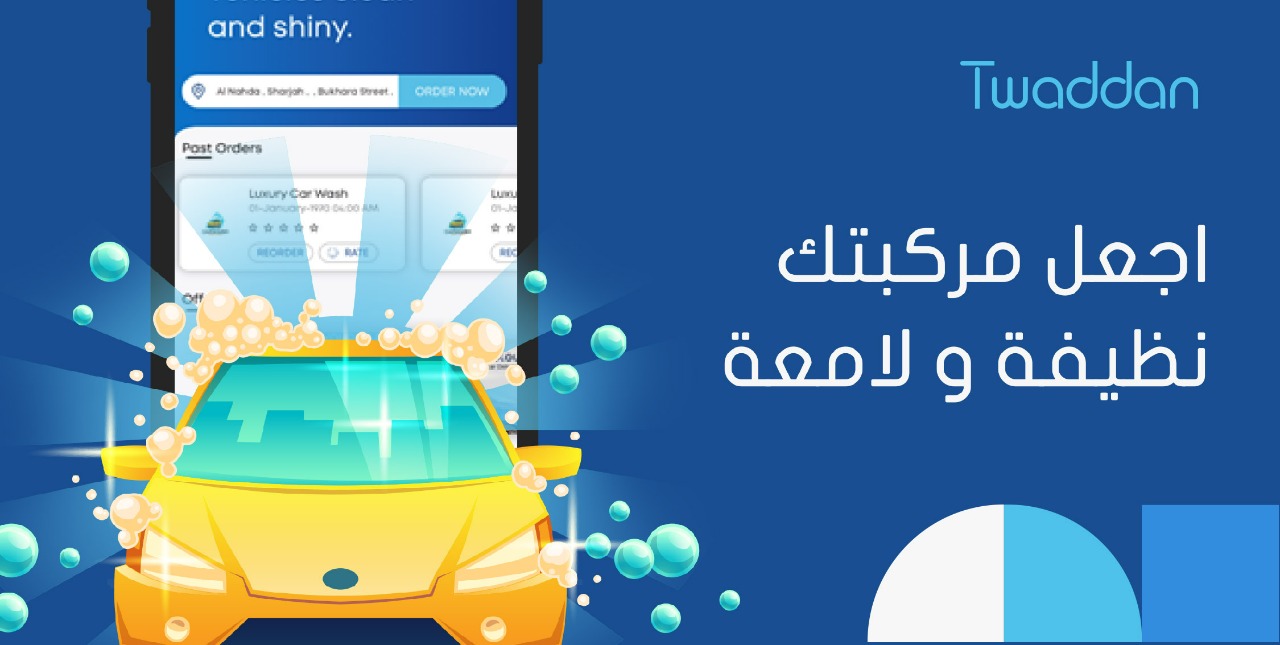 and shiny.
Al Nahda , Sharjah , , Bukhara Street ,
ORDER NOW
Past Orders
Luxury Car Wash
01-January-1970 04:00 AM
REORDER
RATE
Twaddan
اجعل مركبتك
نظيفة و لامعة